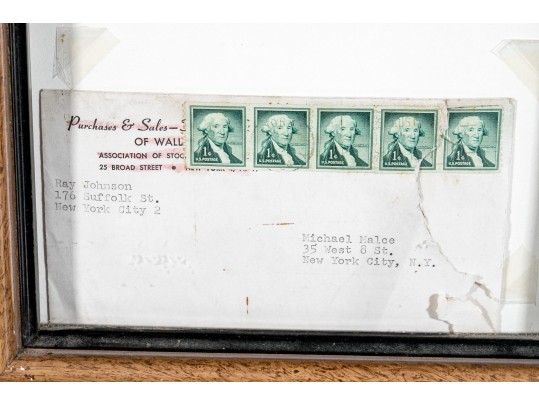 Purchases & Sales—
OF WALL
ASSOCIATION OF STOC
25 BROAD STREET •
Ray Johnson
176 Suffolk St.
New York City 2
1¢
U.S. POSTAGE
1¢
U.S. POSTAGE
1¢
U.S. POSTAGE
1¢
U.S. POSTAGE
1¢
U.S. POSTAGE
Michael Malce
35 West 8 St.
New York City, N.Y.